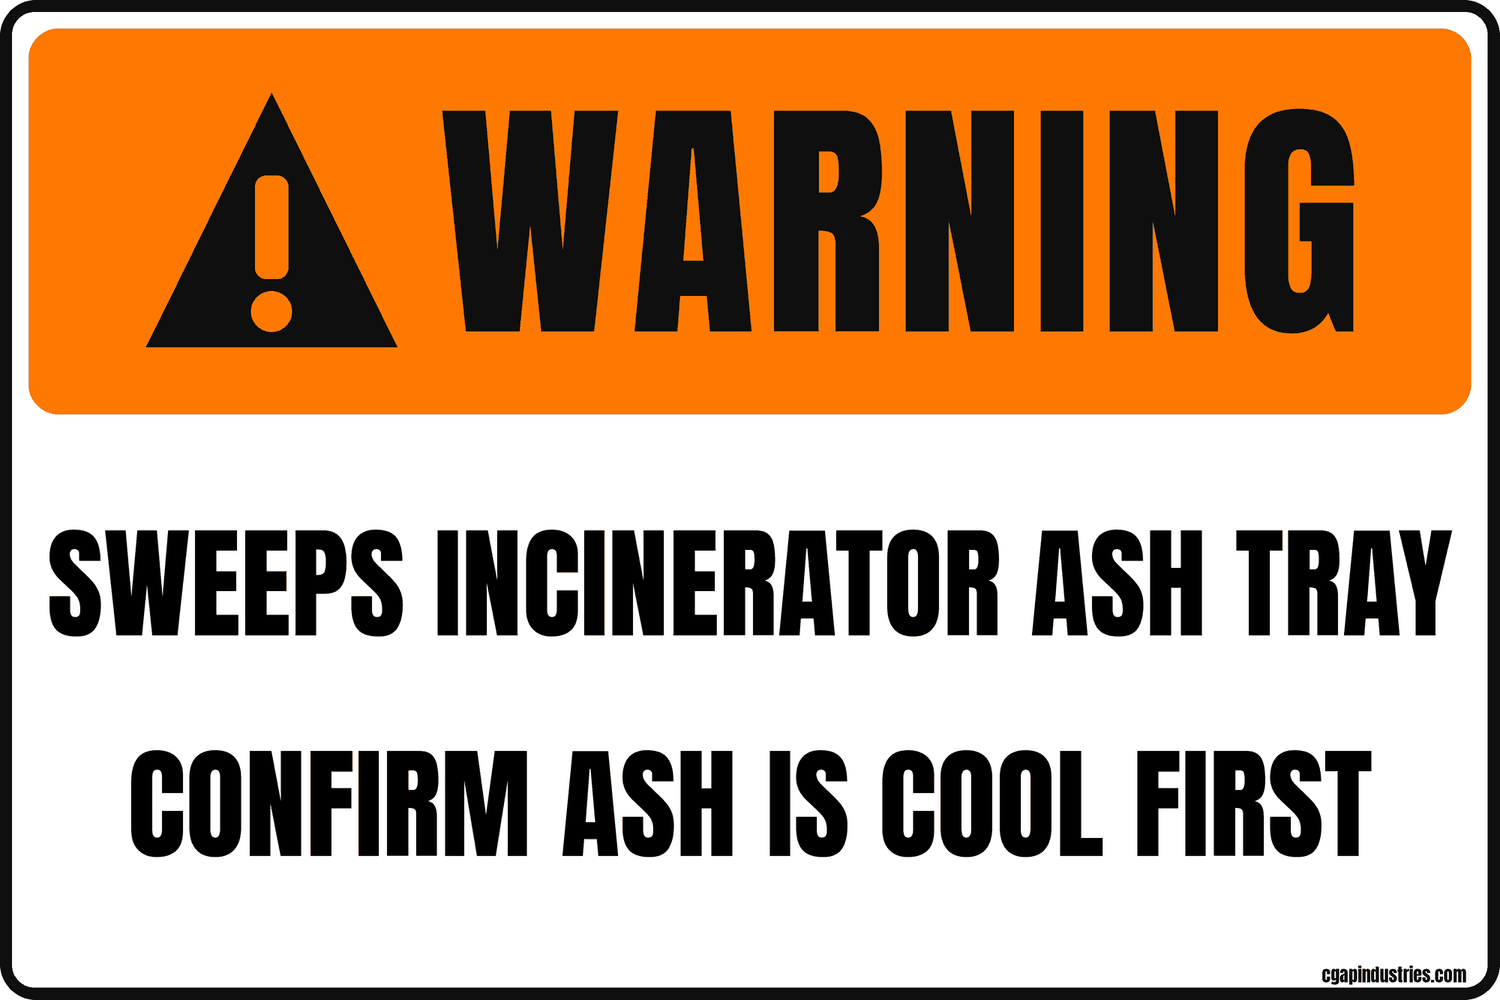 WARNING
SWEEPS INCINERATOR ASH TRAY
CONFIRM ASH IS COOL FIRST
cgapindustries.com